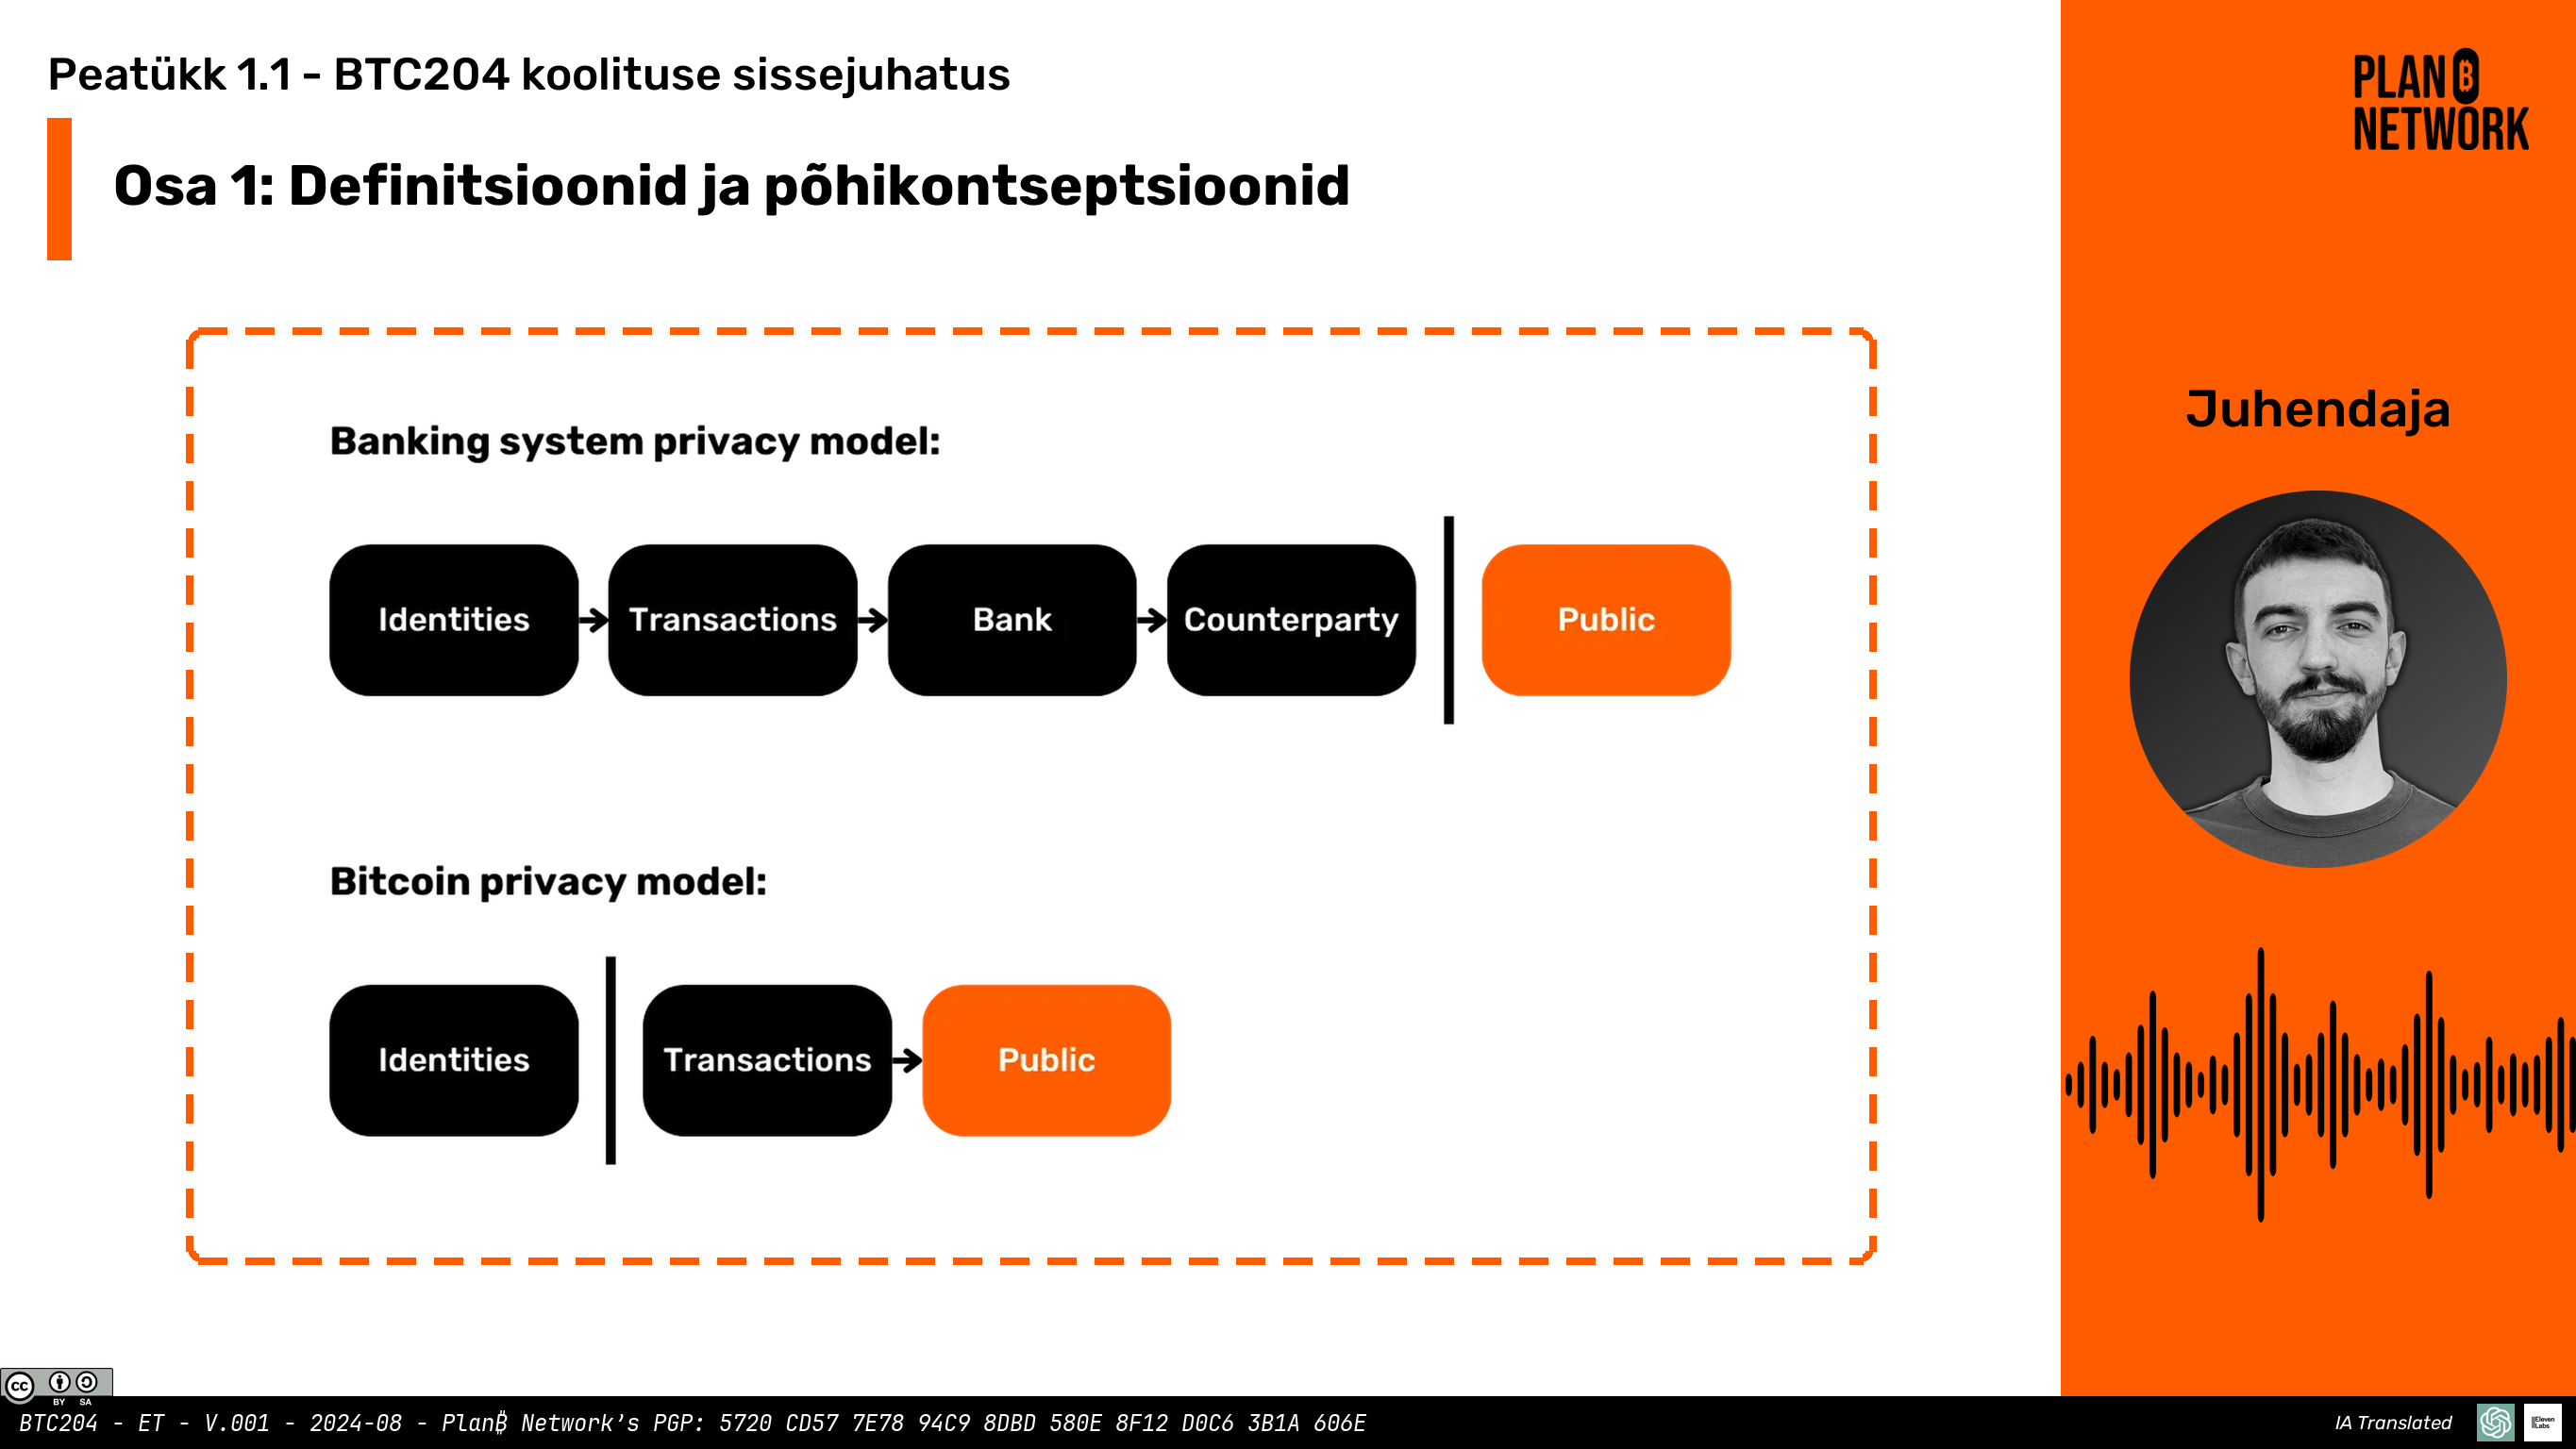 Peatükk 1.1 - BTC204 koolituse sissejuhatus
Osa 1: Definitsioonid ja põhikontseptsioonid
PLAN ₿
NETWORK
Juhendaja
Banking system privacy model:
Identities
Transactions
Bank
Counterparty
Public
Bitcoin privacy model:
Identities
Transactions
Public
cc
BY SA
BTC204 - ET - V.001 - 2024-08 - Plan₿ Network's PGP: 5720 CD57 7E78 94C9 8DBD 580E 8F12 D0C6 3B1A 606E
IA Translated
ElevenLabs